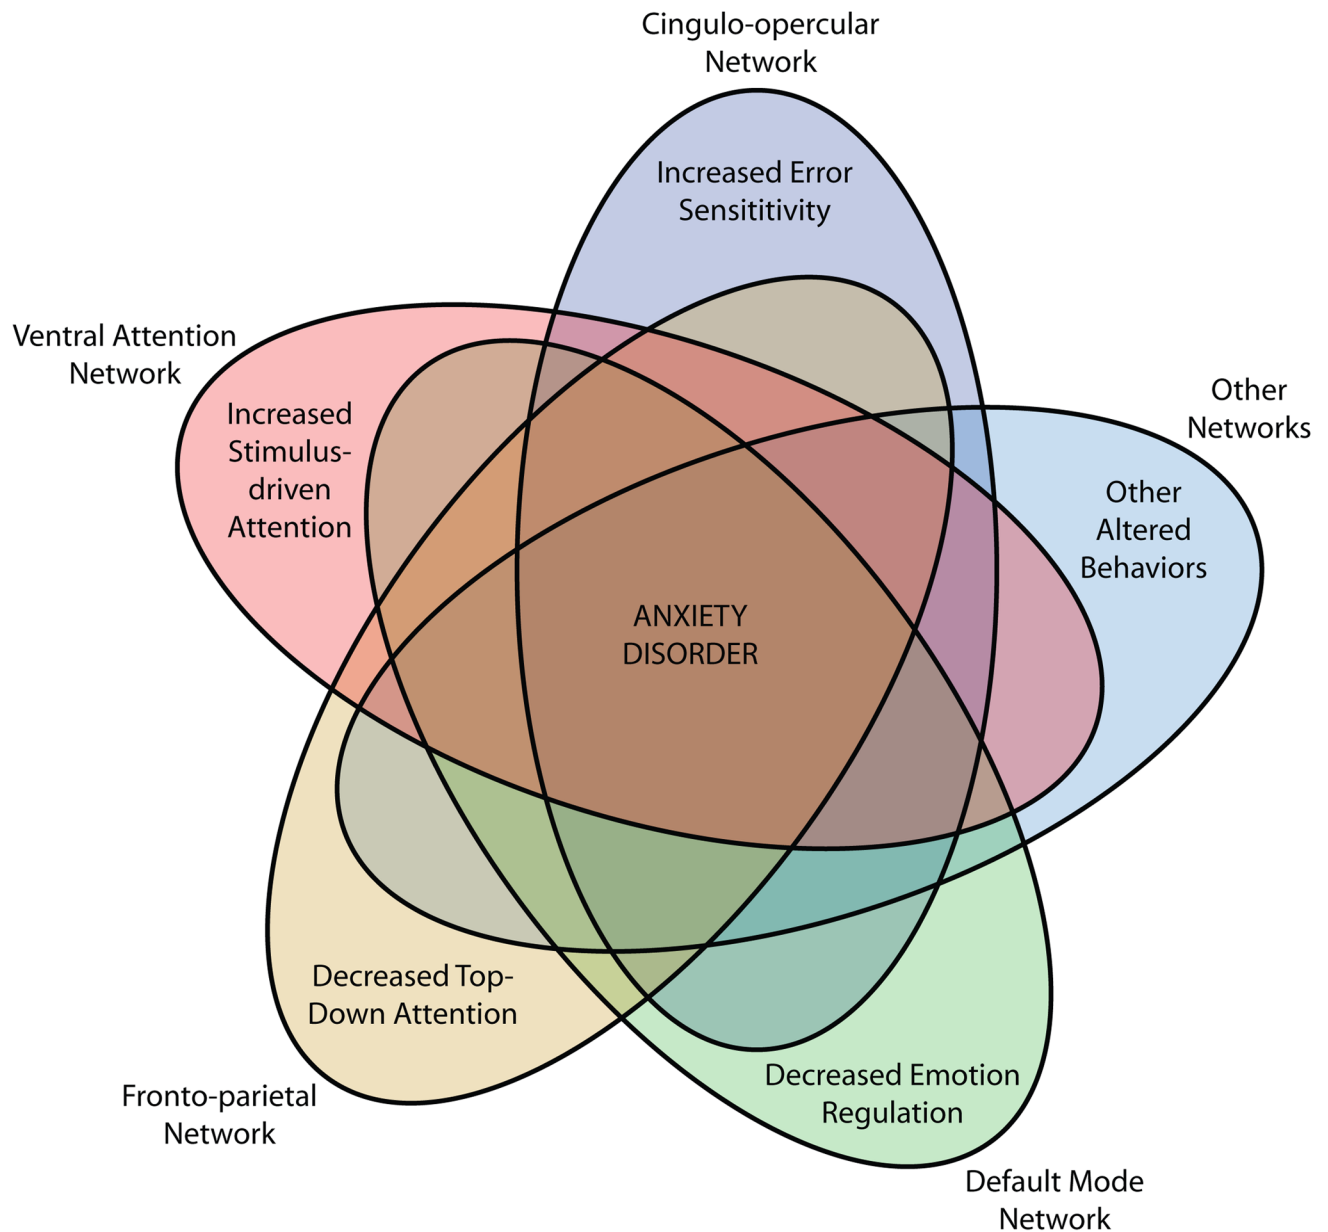 Cingulo-opercular
Network
Increased Error
Sensititivity
Ventral Attention
Network
Increased
Stimulus-
driven
Attention
Other
Networks
Other
Altered
Behaviors
ANXIETY
DISORDER
Decreased Top-
Down Attention
Fronto-parietal
Network
Decreased Emotion
Regulation
Default Mode
Network